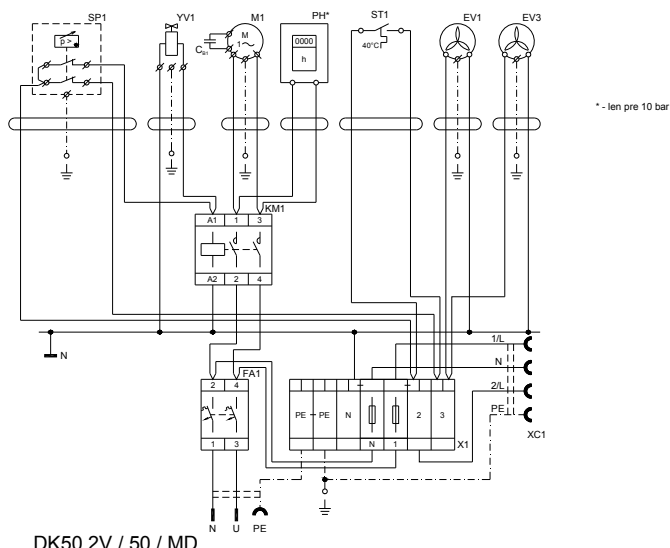 SP1 YV1 M1 PH* ST1 EV1 EV3
p >
C B1
M
1 ~
0000
h
40°C
* - len pre 10 bar
KM1
A1 1 3
A2 2 4
N
1/L
N
2/L
PE
XC1
FA1
2 4
1 3
PE PE N 2 3
N 1
X1
N U PE
DK50 2V / 50 / MD